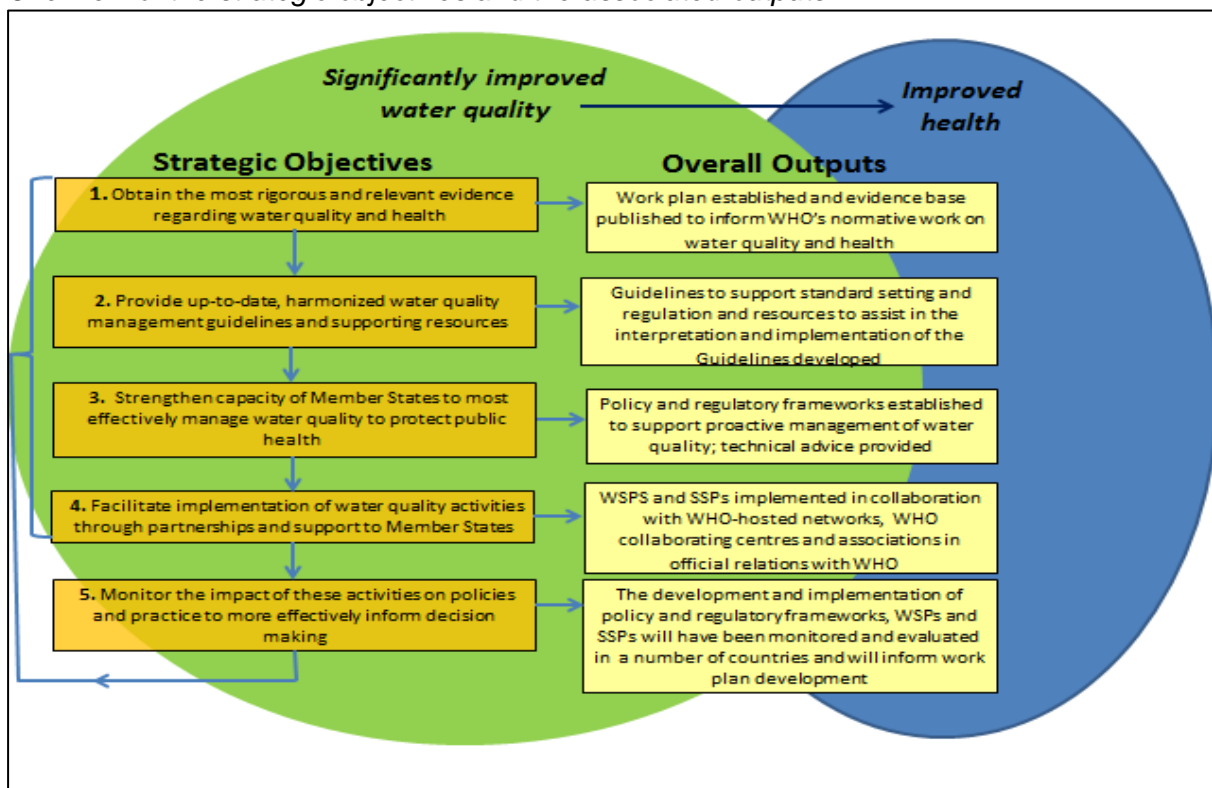 Overview of the strategic objectives and the associated outputs
Significantly improved
water quality
Improved
health
Strategic Objectives
Overall Outputs
1. Obtain the most rigorous and relevant evidence
regarding water quality and health
Work plan established and evidence base
published to inform WHO's normative work on
water quality and health
2. Provide up-to-date, harmonized water quality
management guidelines and supporting resources
Guidelines to support standard setting and
regulation and resources to assist in the
interpretation and implementation of the
Guidelines developed
3. Strengthen capacity of Member States to most
effectively manage water quality to protect public
health
Policy and regulatory frameworks established
to support proactive management of water
quality; technical advice provided
4. Facilitate implementation of water quality activities
through partnerships and support to Member States
WSPS and SSPs implemented in collaboration
with WHO-hosted networks, WHO
collaborating centres and associations in
official relations with WHO
5. Monitor the impact of these activities on policies
and practice to more effectively inform decision
making
The development and implementation of
policy and regulatory frameworks, WSPs and
SSPs will have been monitored and evaluated
in a number of countries and will inform work
plan development